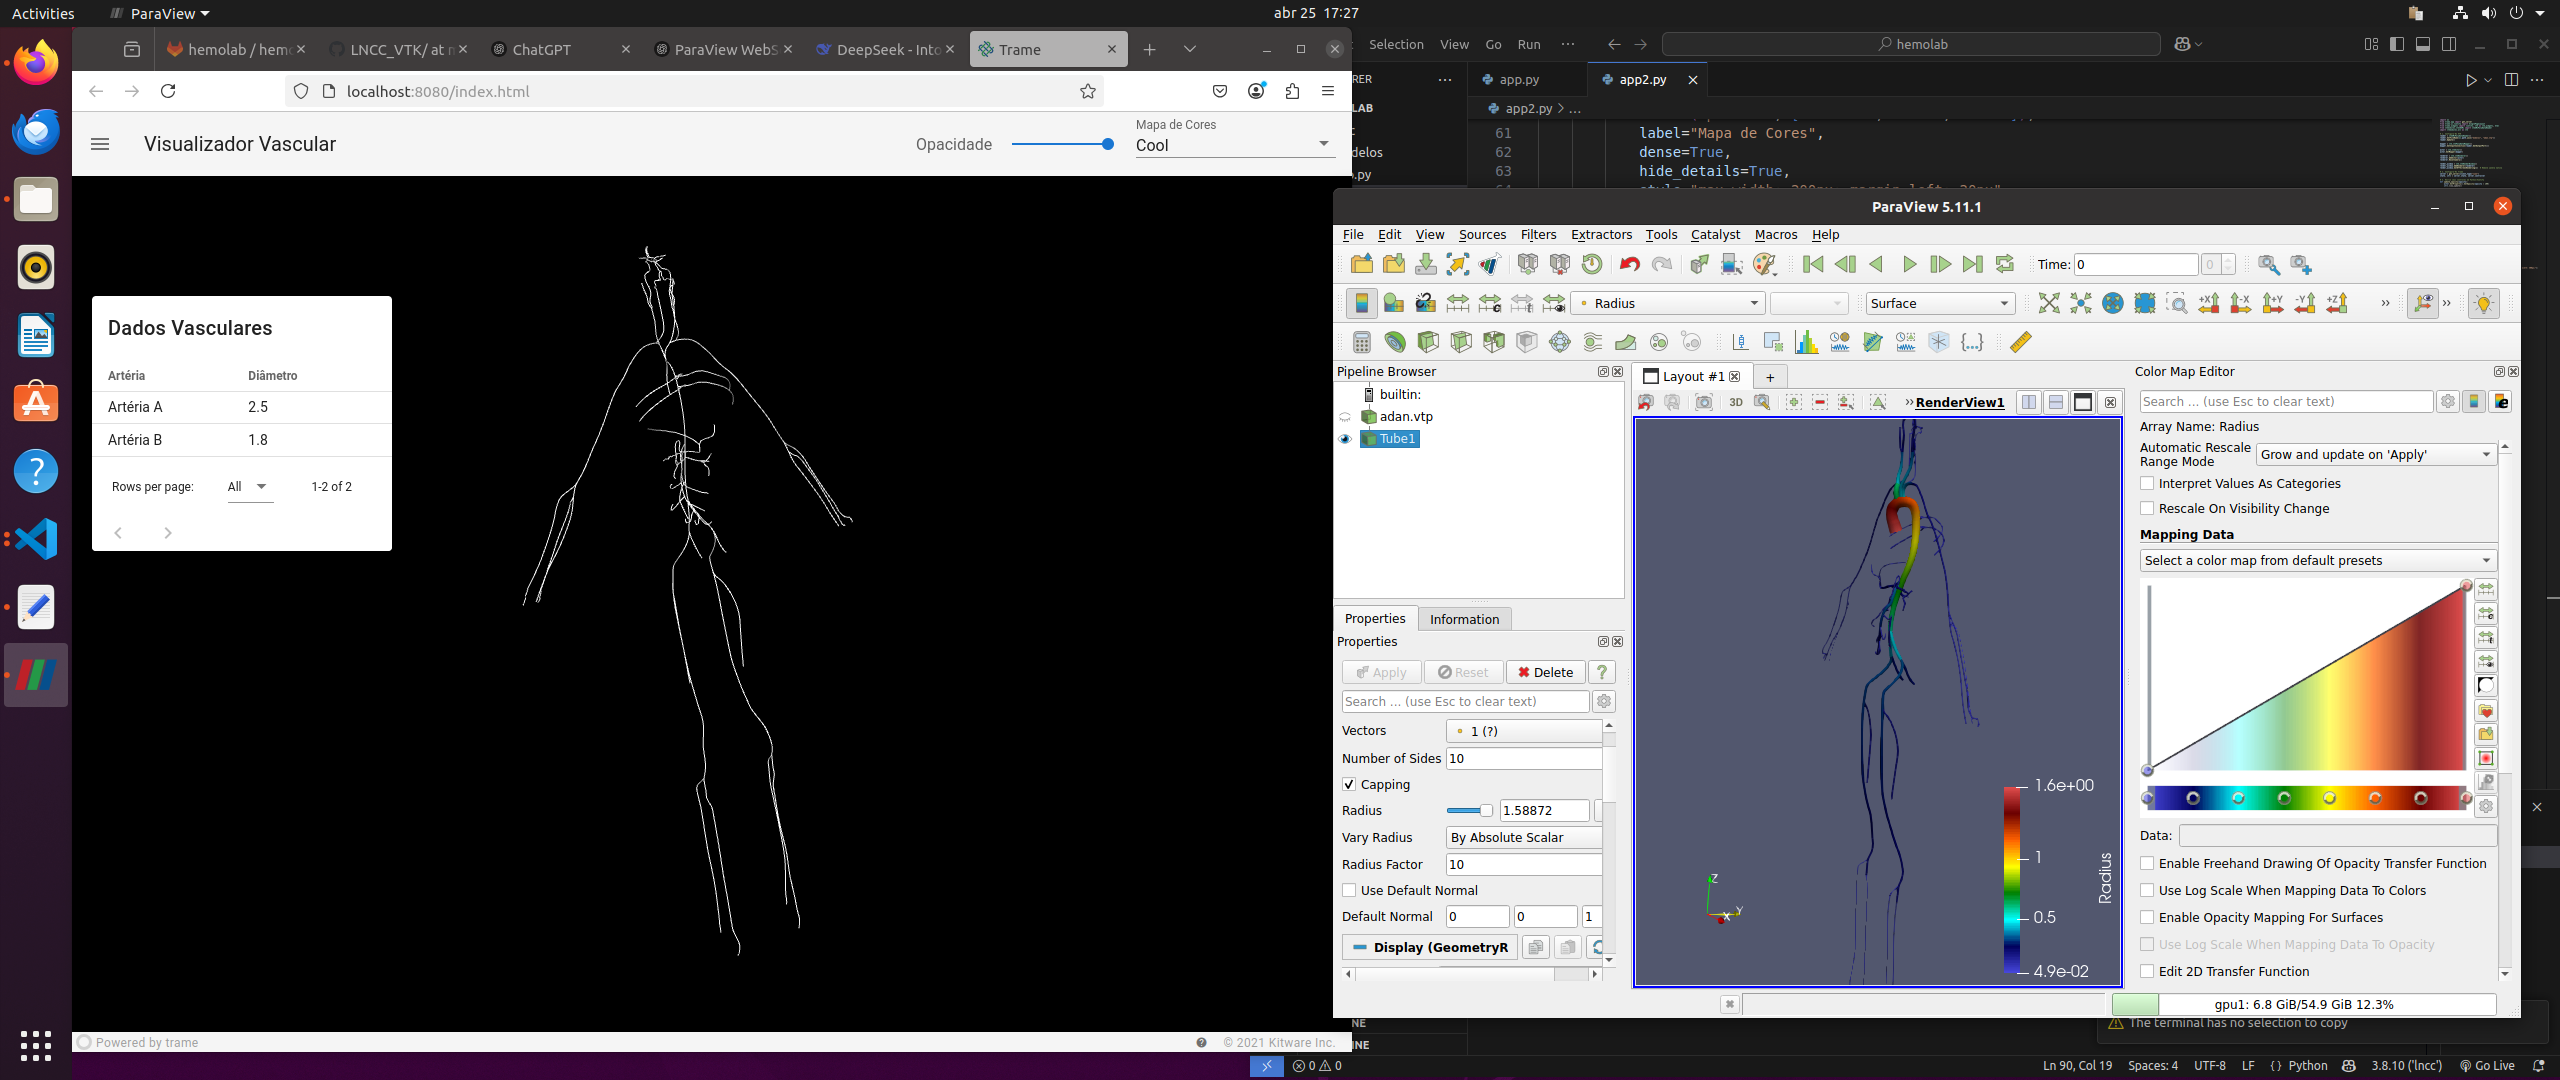 Activities
ParaView
abr 25 17:27
hemolab / hemo
LNCC_VTK/ at
ChatGPT
ParaView WebS
DeepSeek - Into
Trame
localhost:8080/index.html
Visualizador Vascular
Opacidade
Mapa de Cores
Cool
Dados Vasculares
Artéria Diâmetro
Artéria A 2.5
Artéria B 1.8
Rows per page: All 1-2 of 2
Powered by trame
© 2021 Kitware Inc.
Selection View Go Run ···
hemolab
RER
LAB
app.py
app2.py
app2.py > ...
delos
.py
61 label="Mapa de Cores",
62 dense=True,
63 hide_details=True,
ParaView 5.11.1
File Edit View Sources Filters Extractors Tools Catalyst Macros Help
Time: 0 0
Radius
Surface
+X -X +Y -Y +Z
Pipeline Browser
builtin:
adan.vtp
Tube1
Properties Information
Properties
Apply Reset Delete ?
Search ... (use Esc to clear text)
Vectors 1 (?)
Number of Sides 10
Capping
Radius 1.58872
Vary Radius By Absolute Scalar
Radius Factor 10
Use Default Normal
Default Normal 0 0 1
Display (GeometryR
Layout #1
+
3D
RenderView1
Z
Y
X
Radius
1.6e+00
1
0.5
4.9e-02
Color Map Editor
Search ... (use Esc to clear text)
Array Name: Radius
Automatic Rescale
Range Mode
Grow and update on 'Apply'
Interpret Values As Categories
Rescale On Visibility Change
Mapping Data
Select a color map from default presets
Data:
Enable Freehand Drawing Of Opacity Transfer Function
Use Log Scale When Mapping Data To Colors
Enable Opacity Mapping For Surfaces
Use Log Scale When Mapping Data To Opacity
Edit 2D Transfer Function
gpu1: 6.8 GiB/54.9 GiB 12.3%
The terminal has no selection to copy
NE
INE
0 0
Ln 90, Col 19 Spaces: 4 UTF-8 LF { } Python 3.8.10 ('lncc') Go Live